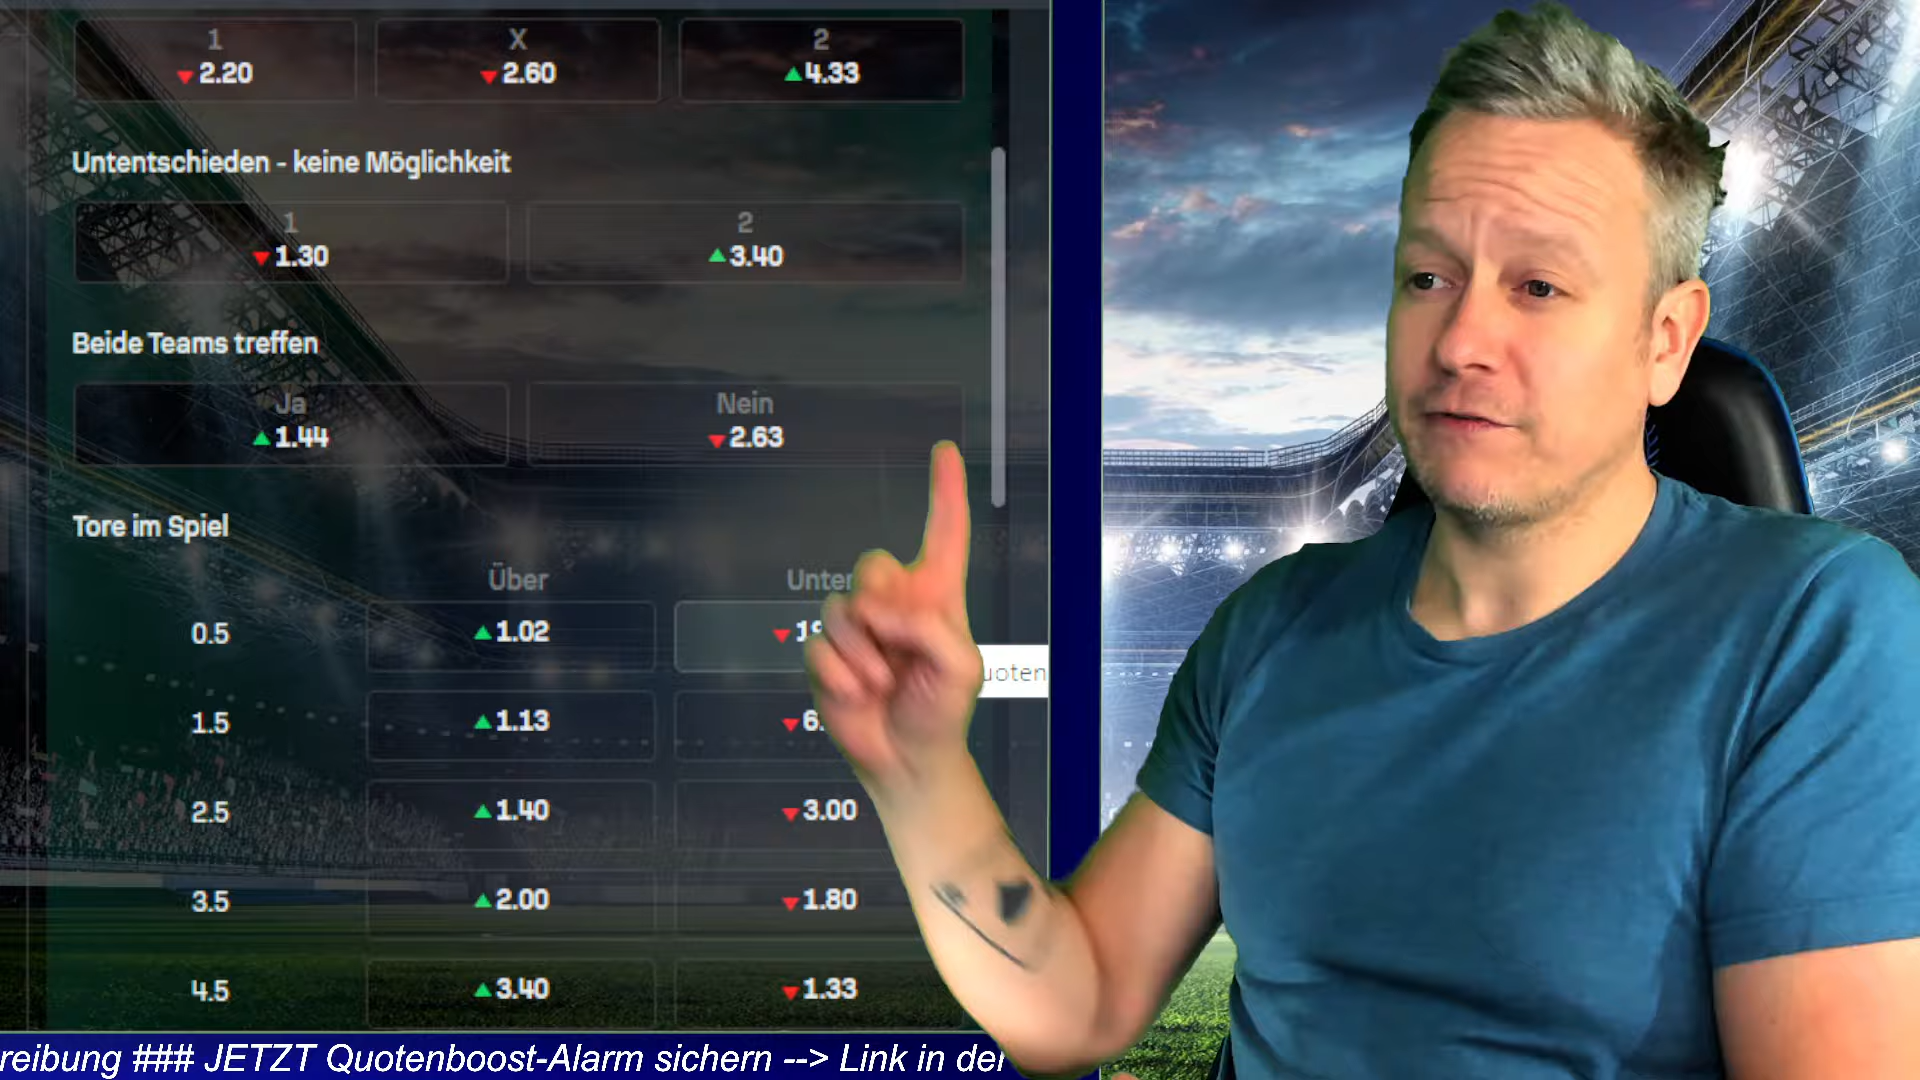 1 X 2
2.20 2.60 4.33
Untentschieden - keine Möglichkeit
1 2
1.30 3.40
Beide Teams treffen
Ja Nein
1.44 2.63
Tore im Spiel
Über Unter
0.5 1.02
uoten
1.5 1.13
2.5 1.40 3.00
3.5 2.00 1.80
4.5 3.40 1.33
reibung ### JETZT Quotenboost-Alarm sichern --> Link in der